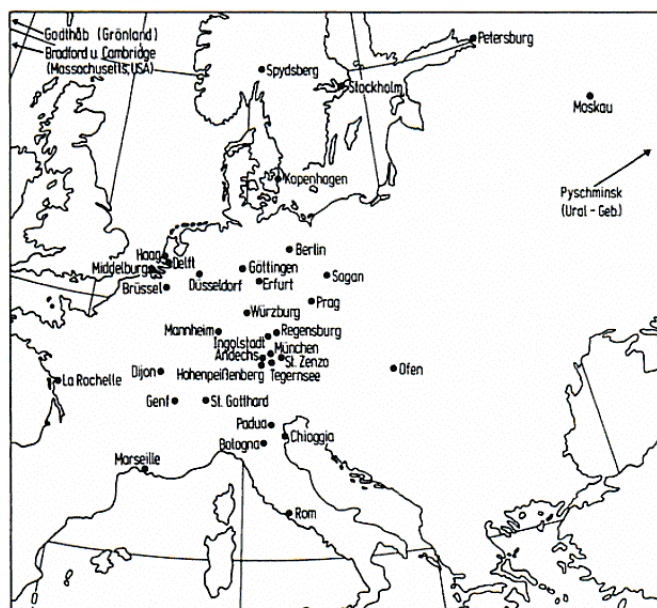 Godthåb (Grönland)
Bradford u. Cambridge
(Massachusetts, USA)
Petersburg
Spydsberg
Stockholm
Moskau
Kopenhagen
Pyschminsk
(Ural - Geb.)
Berlin
Haag
Delft
Middelburg
Göttingen
Sagan
Düsseldorf
Erfurt
Brüssel
Prag
Würzburg
Mannheim
Regensburg
Ingolstadt
München
Andechs
St. Zenzo
Ofen
Dijon
La Rochelle
Hohenpeißenberg
Tegernsee
Genf
St. Gotthard
Padua
Chioggia
Bologna
Marseille
Rom